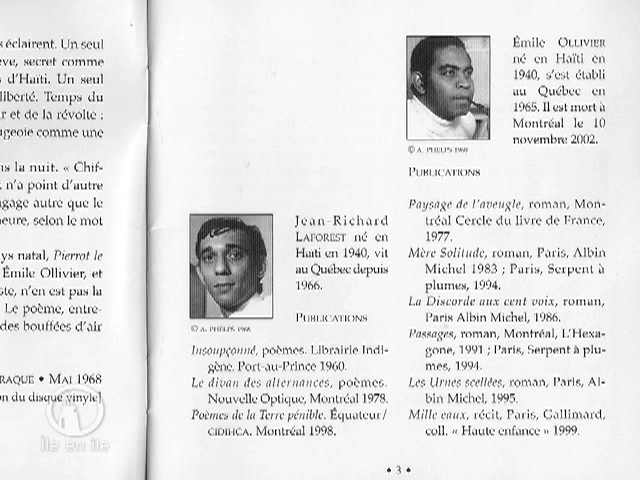 s éclairent. Un seul
ve, secret comme
s d'Haïti. Un seul
liberté. Temps du
r et de la révolte :
ugeoie comme une
ns la nuit. « Chif-
n'a point d'autre
gage autre que le
neure, selon le mot
ys natal, Pierrot le
Émile Ollivier, et
ste, n'en est pas la
Le poème, entre-
des bouffées d'air
RAQUE • MAI 1968
on du disque vinyle]
île en île
Jean-Richard
LAFOREST né en
Haïti en 1940, vit
au Québec depuis
1966.
© A. PHELPS 1968
PUBLICATIONS
Insoupçonné, poèmes. Librairie Indi-
gène. Port-au-Prince 1960.
Le divan des alternances, poèmes.
Nouvelle Optique, Montréal 1978.
Poèmes de la Terre pénible. Équateur/
CIDIHCA. Montréal 1998.
Émile OLLIVIER
né en Haïti en
1940, s'est établi
au Québec en
1965. Il est mort à
Montréal le 10
novembre 2002.
© A. PHELPS 1968
PUBLICATIONS
Paysage de l'aveugle, roman, Mon-
tréal Cercle du livre de France,
1977.
Mère Solitude, roman, Paris, Albin
Michel 1983 ; Paris, Serpent à
plumes, 1994.
La Discorde aux cent voix, roman,
Paris Albin Michel, 1986.
Passages, roman, Montréal, L'Hexa-
gone, 1991 ; Paris, Serpent à plu-
mes, 1994.
Les Urnes scellées, roman, Paris, Al-
bin Michel, 1995.
Mille eaux, récit, Paris, Gallimard,
coll. « Haute enfance » 1999.
• 3 •